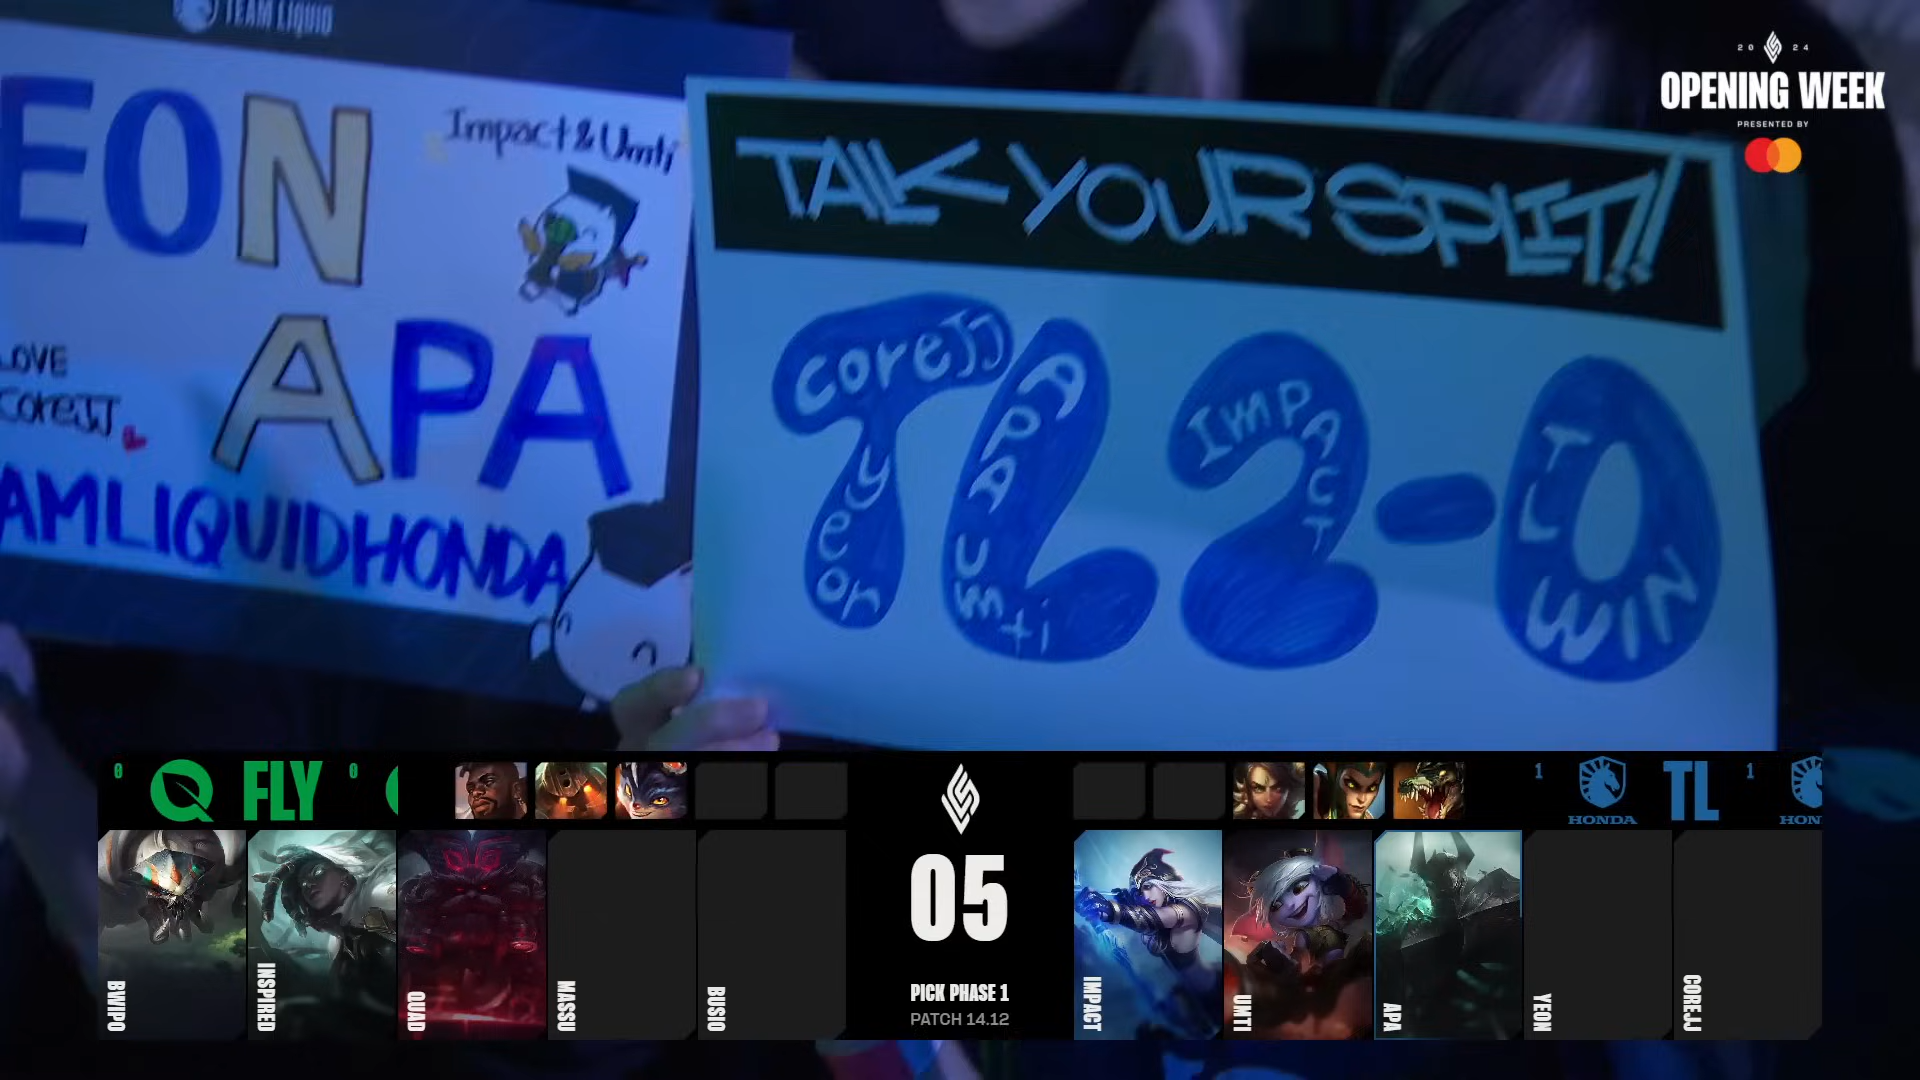 TEAM LIQUID
EON
Impact & Umti
APA
LOVE
COREJJ
AMLIQUIDHONDA
TALK YOUR SPLIT!!
TL 2-0
COREJJ
yeon
APA
Umti
IMPACT
TL WIN
20 24
OPENING WEEK
PRESENTED BY
0
FLY
0
1
HONDA
TL
1
HON
05
PICK PHASE 1
PATCH 14.12
BWIPO
INSPIRED
QUAD
MASSU
BUSIO
IMPACT
UMTI
APA
YEON
COREJJ